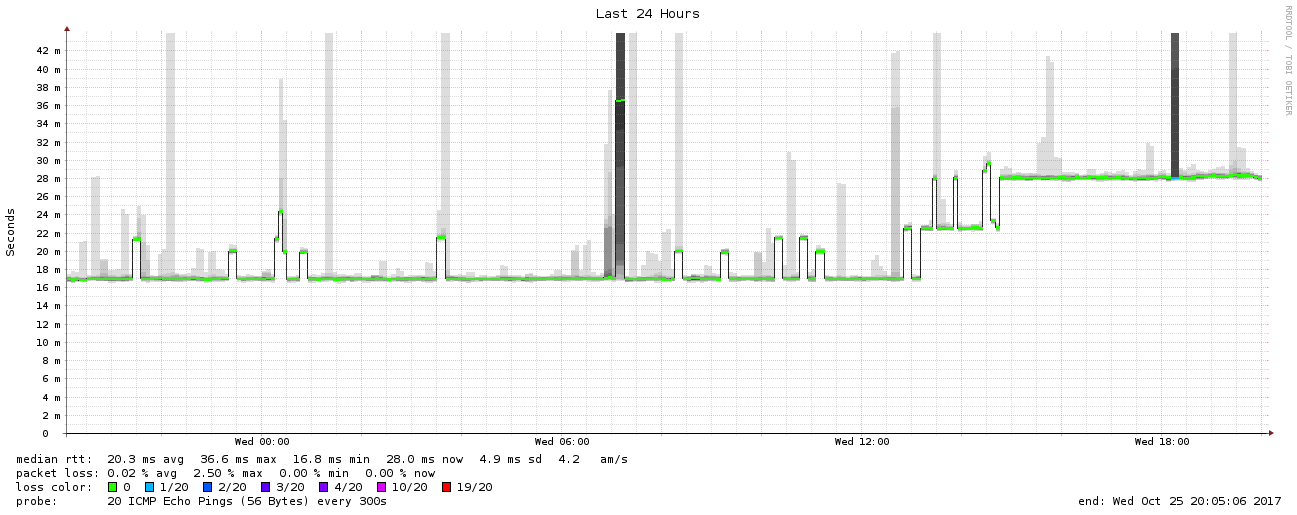 Last 24 Hours
RRDTOOL / TOBI OETIKER
Seconds
42 m
40 m
38 m
36 m
34 m
32 m
30 m
28 m
26 m
24 m
22 m
20 m
18 m
16 m
14 m
12 m
10 m
8 m
6 m
4 m
2 m
0
Wed 00:00 Wed 06:00 Wed 12:00 Wed 18:00
median rtt: 20.3 ms avg 36.6 ms max 16.8 ms min 28.0 ms now 4.9 ms sd 4.2 am/s
packet loss: 0.02 % avg 2.50 % max 0.00 % min 0.00 % now
loss color: 0 1/20 2/20 3/20 4/20 10/20 19/20
probe: 20 ICMP Echo Pings (56 Bytes) every 300s end: Wed Oct 25 20:05:06 2017